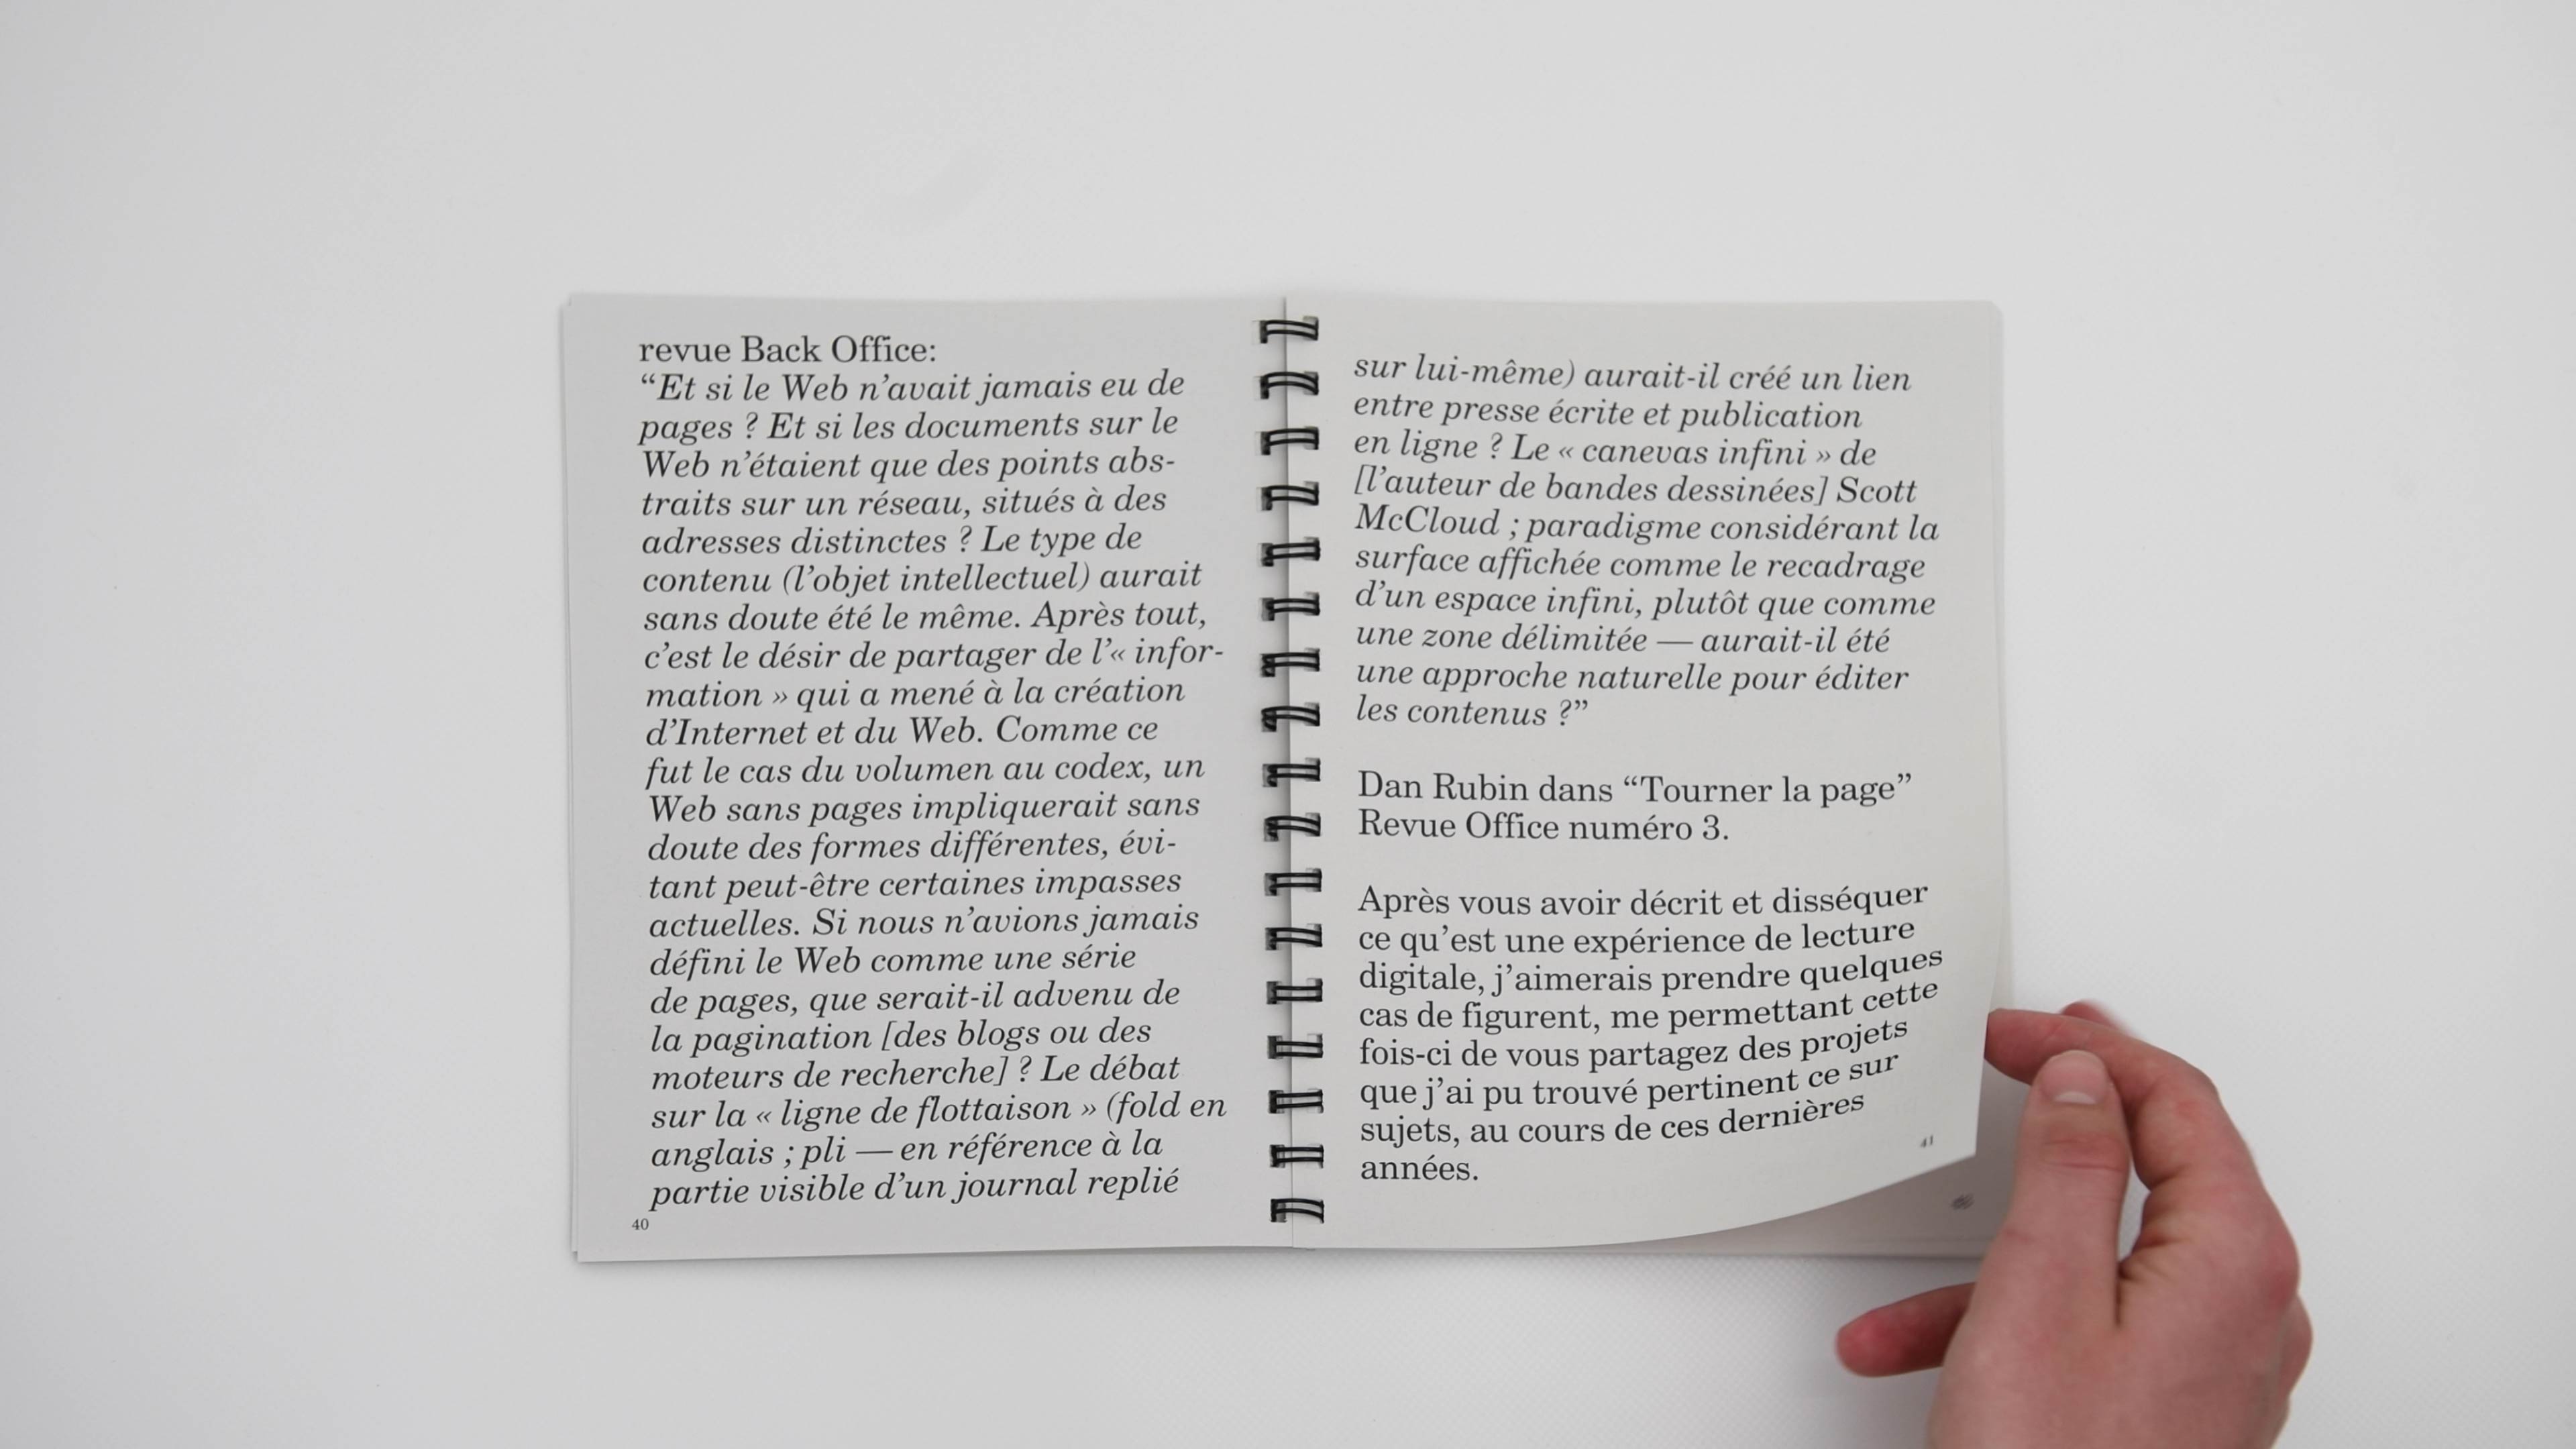 revue Back Office:
“Et si le Web n’avait jamais eu de
pages ? Et si les documents sur le
Web n’étaient que des points abs-
traits sur un réseau, situés à des
adresses distinctes ? Le type de
contenu (l’objet intellectuel) aurait
sans doute été le même. Après tout,
c’est le désir de partager de l’« infor-
mation » qui a mené à la création
d’Internet et du Web. Comme ce
fut le cas du volumen au codex, un
Web sans pages impliquerait sans
doute des formes différentes, évi-
tant peut-être certaines impasses
actuelles. Si nous n’avions jamais
défini le Web comme une série
de pages, que serait-il advenu de
la pagination [des blogs ou des
moteurs de recherche] ? Le débat
sur la « ligne de flottaison » (fold en
anglais ; pli — en référence à la
partie visible d’un journal replié
40
sur lui-même) aurait-il créé un lien
entre presse écrite et publication
en ligne ? Le « canevas infini » de
[l’auteur de bandes dessinées] Scott
McCloud ; paradigme considérant la
surface affichée comme le recadrage
d’un espace infini, plutôt que comme
une zone délimitée — aurait-il été
une approche naturelle pour éditer
les contenus ?”
Dan Rubin dans “Tourner la page”
Revue Office numéro 3.
Après vous avoir décrit et disséquer
ce qu’est une expérience de lecture
digitale, j’aimerais prendre quelques
cas de figurent, me permettant cette
fois-ci de vous partagez des projets
que j’ai pu trouvé pertinent ce sur
sujets, au cours de ces dernières
années.
41